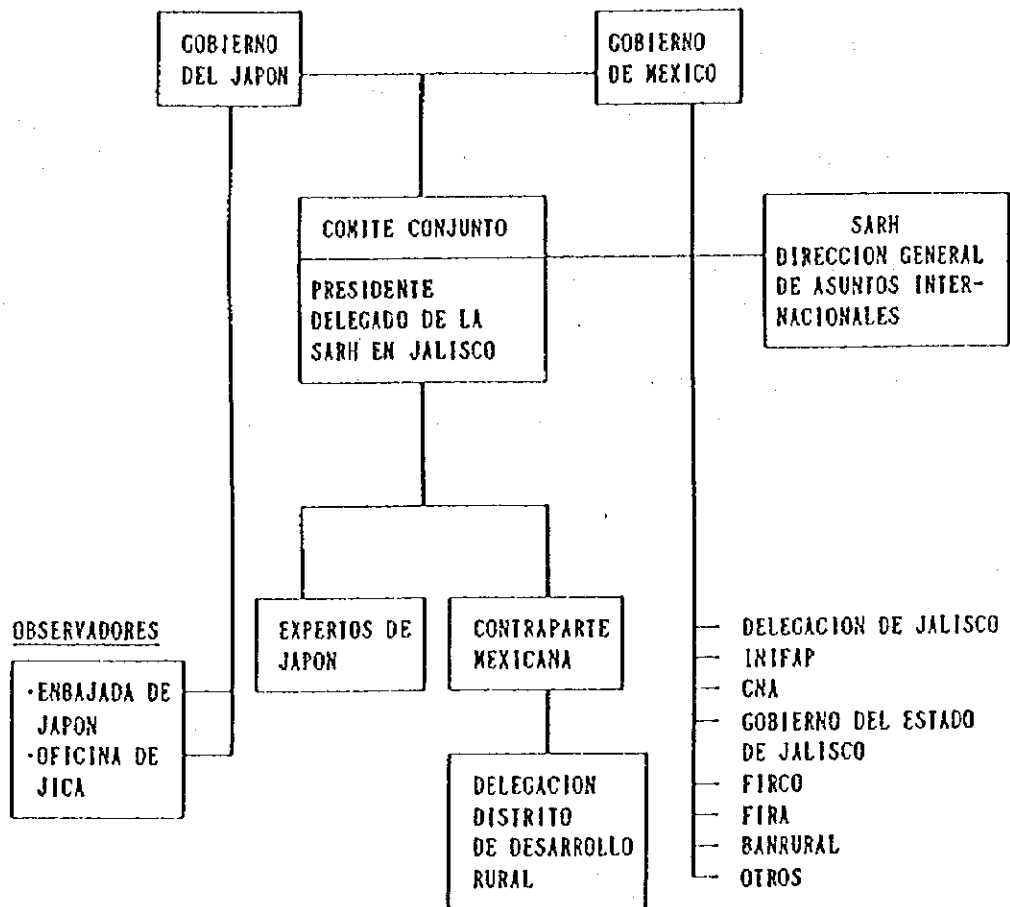 GOBIERNO
DEL JAPON
GOBIERNO
DE MEXICO
COMITE CONJUNTO
PRESIDENTE
DELEGADO DE LA
SARH EN JALISCO
SARH
DIRECCION GENERAL
DE ASUNTOS INTER-
NACIONALES
OBSERVADORES
·ENBAJADA DE
JAPON
·OFICINA DE
JICA
EXPERTOS DE
JAPON
CONTRAPARTE
MEXICANA
DELEGACION
DISTRITO
DE DESARROLLO
RURAL
DELEGACION DE JALISCO
INIFAP
CNA
GOBIERNO DEL ESTADO
DE JALISCO
FIRCO
FIRA
BANRURAL
OTROS